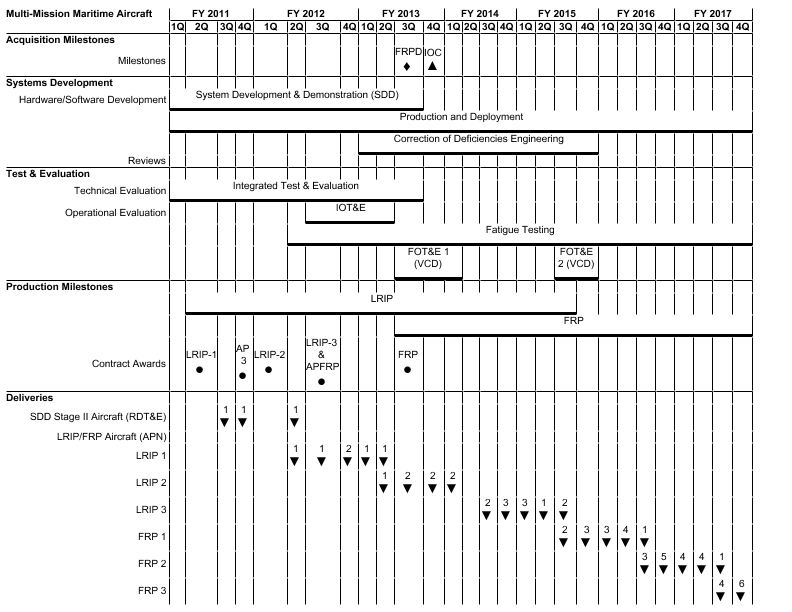 Multi-Mission Maritime Aircraft FY 2011 FY 2012 FY 2013 FY 2014 FY 2015 FY 2016 FY 2017
1Q 2Q 3Q 4Q 1Q 2Q 3Q 4Q 1Q 2Q 3Q 4Q 1Q 2Q 3Q 4Q 1Q 2Q 3Q 4Q 1Q 2Q 3Q 4Q 1Q 2Q 3Q 4Q
Acquisition Milestones
Milestones FRPD IOC
Systems Development
Hardware/Software Development System Development & Demonstration (SDD)
Production and Deployment
Correction of Deficiencies Engineering
Reviews
Test & Evaluation
Technical Evaluation Integrated Test & Evaluation
Operational Evaluation IOT&E
Fatigue Testing
FOT&E 1
(VCD)
FOT&E
2 (VCD)
Production Milestones
LRIP
FRP
Contract Awards
LRIP-1
AP
3
LRIP-2
LRIP-3
&
APFRP
FRP
Deliveries
SDD Stage II Aircraft (RDT&E) 1 1 1
LRIP/FRP Aircraft (APN)
LRIP 1 1 1 2 1 1
LRIP 2 1 2 2 2
LRIP 3 2 3 3 1 2
FRP 1 2 3 3 4 1
FRP 2 3 5 4 4 1
FRP 3 4 6